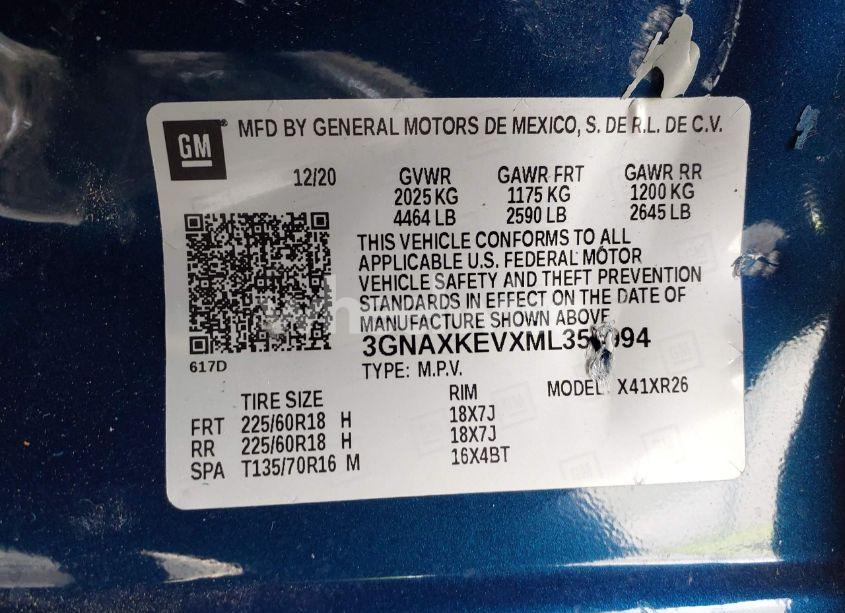 GM
MFD BY GENERAL MOTORS DE MEXICO, S. DE R.L. DE C.V.
12/20 GVWR GAWR FRT GAWR RR
2025 KG 1175 KG 1200 KG
4464 LB 2590 LB 2645 LB
THIS VEHICLE CONFORMS TO ALL
APPLICABLE U.S. FEDERAL MOTOR
VEHICLE SAFETY AND THEFT PREVENTION
STANDARDS IN EFFECT ON THE DATE OF
MANUFACTURE SHOWN ABOVE.
617D
TYPE: M.P.V. MODEL: X41XR26
TIRE SIZE RIM
FRT 225/60R18 H 18X7J
RR 225/60R18 H 18X7J
SPA T135/70R16 M 16X4BT